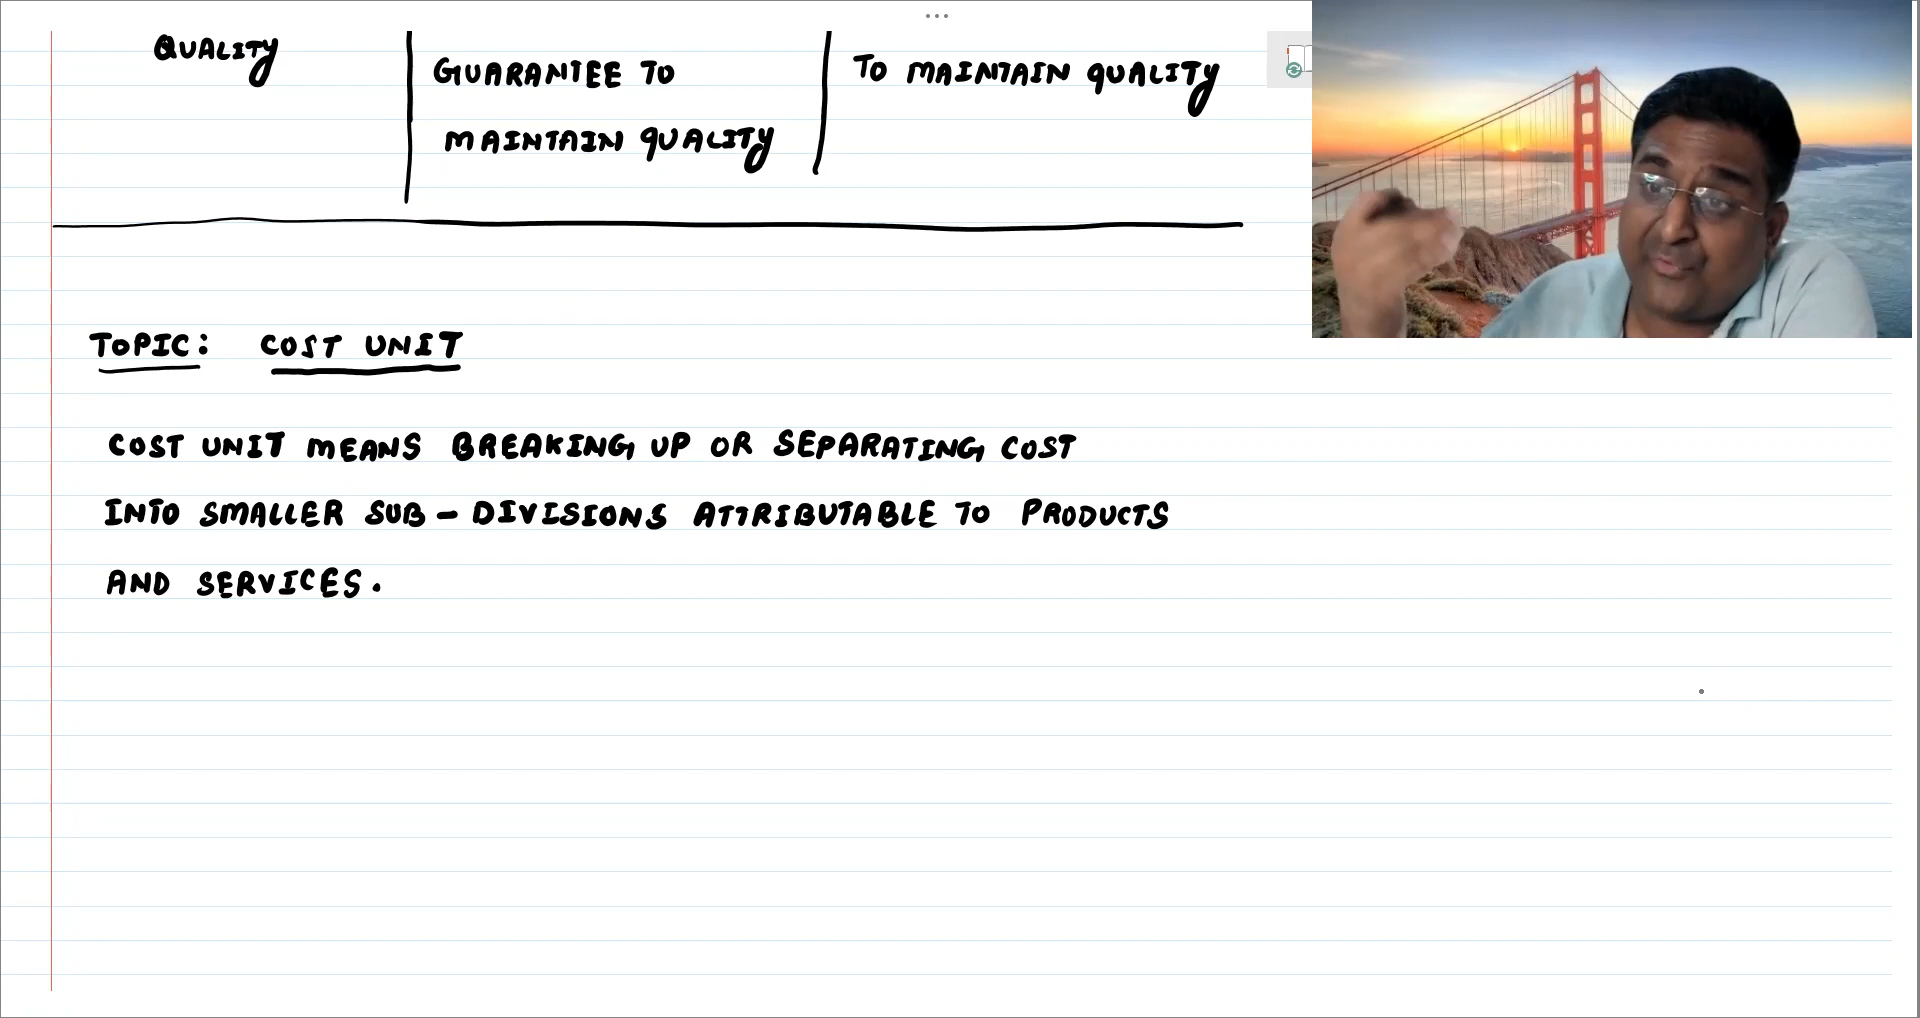 QUALITY
GUARANTEE TO
MAINTAIN QUALITY
TO MAINTAIN QUALITY
TOPIC: COST UNIT
COST UNIT MEANS BREAKING UP OR SEPARATING COST
INTO SMALLER SUB-DIVISIONS ATTRIBUTABLE TO PRODUCTS
AND SERVICES.